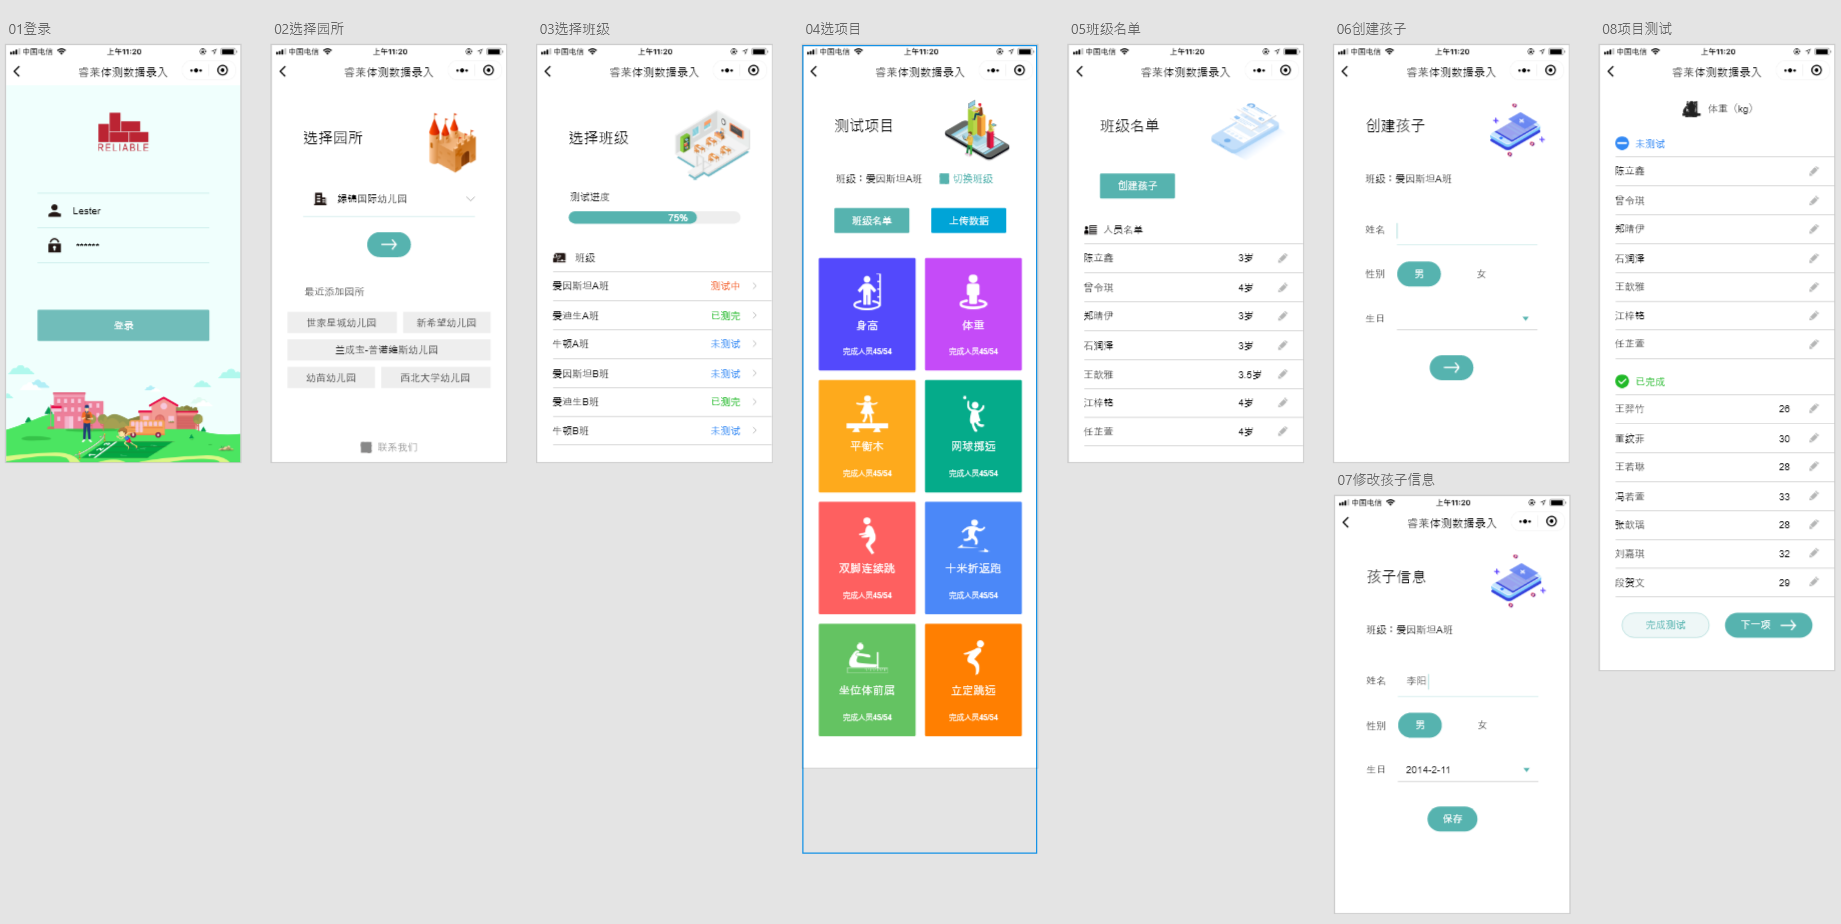 01登录
中国电信 上午11:20
睿莱体测数据录入
RELIABLE
Lester
******
登录
02选择园所
中国电信 上午11:20
睿莱体测数据录入
选择园所
绿锦国际幼儿园
最近添加园所
世家星城幼儿园 新希望幼儿园
兰成宝-蒂诺维斯幼儿园
幼苗幼儿园 西北大学幼儿园
联系我们
03选择班级
中国电信 上午11:20
睿莱体测数据录入
选择班级
测试进度
75%
班级
爱因斯坦A班 测试中
爱迪生A班 已测完
牛顿A班 未测试
爱因斯坦B班 未测试
爱迪生B班 已测完
牛顿B班 未测试
04选项目
中国电信 上午11:20
睿莱体测数据录入
测试项目
班级：爱因斯坦A班 切换班级
班级名单 上传数据
身高 体重
完成人员45/54 完成人员45/54
平衡木 网球掷远
完成人员45/54 完成人员45/54
双脚连续跳 十米折返跑
完成人员45/54 完成人员45/54
坐位体前屈 立定跳远
完成人员45/54 完成人员45/54
05班级名单
中国电信 上午11:20
睿莱体测数据录入
班级名单
创建孩子
人员名单
陈立鑫 3岁
曾令琪 4岁
郑晴伊 3岁
石润泽 3岁
王歆雅 3.5岁
江梓铭 4岁
任芷萱 4岁
06创建孩子
中国电信 上午11:20
睿莱体测数据录入
创建孩子
班级：爱因斯坦A班
姓名
性别 男 女
生日
07修改孩子信息
中国电信 上午11:20
睿莱体测数据录入
孩子信息
班级：爱因斯坦A班
姓名 李阳
性别 男 女
生日 2014-2-11
保存
08项目测试
中国电信 上午11:20
睿莱体测数据录入
体重（kg）
未测试
陈立鑫
曾令琪
郑晴伊
石润泽
王歆雅
江梓铭
任芷萱
已完成
王羿竹 26
董紋菲 30
王若琳 28
冯若萱 33
张歆瑶 28
刘嘉琪 32
段贺文 29
完成测试 下一项